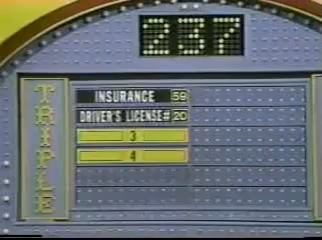 237
TRIPLE
INSURANCE 59
DRIVER'S LICENSE# 20
3
4